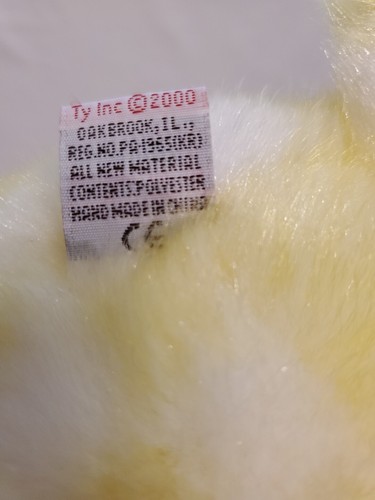 Ty Inc ©2000
OAKBROOK, IL.,
REG.NO.PA-1965(KR)
ALL NEW MATERIAL
CONTENTS:POLYESTER
HAND MADE IN CHINA
CE